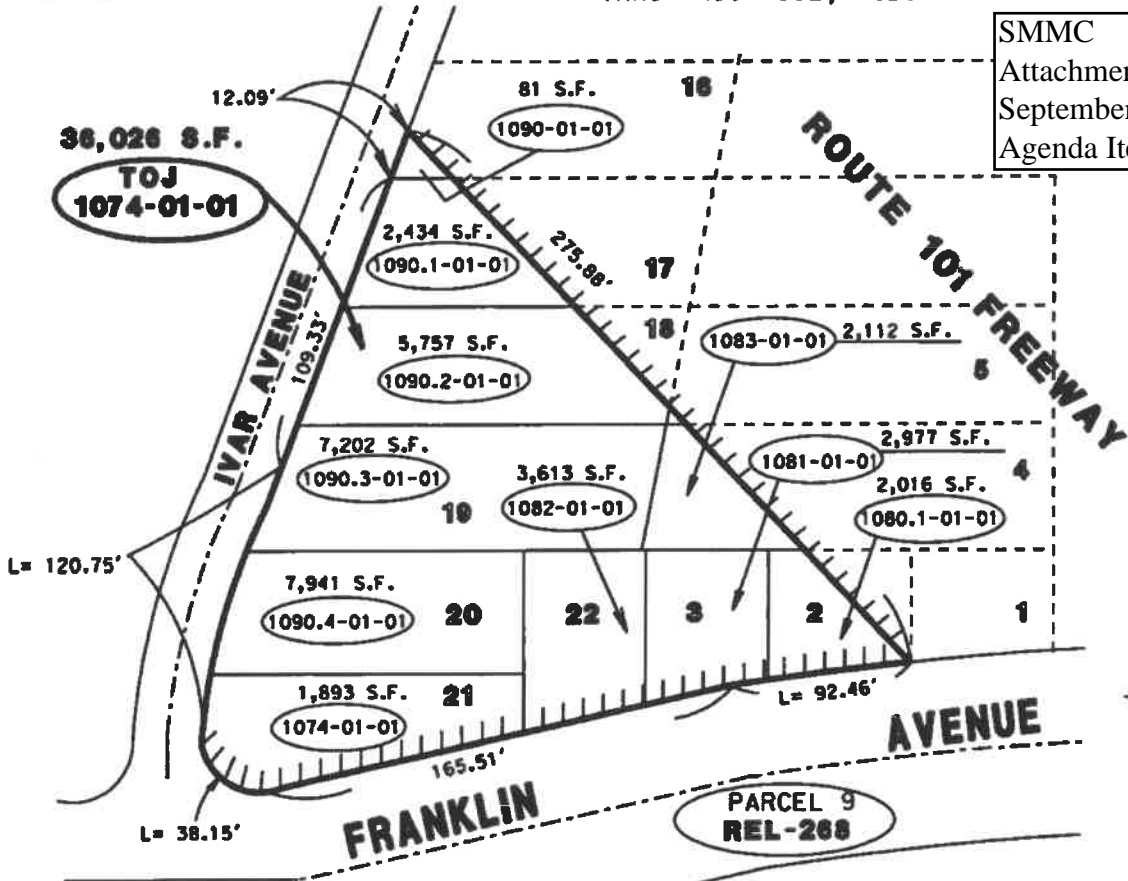 SMMC
Attachmen
September
Agenda Ite
12.09'
81 S.F.
1090-01-01
16
36,026 S.F.
TOJ
1074-01-01
ROUTE 101 FREEWAY
2,434 S.F.
1090.1-01-01
275.88'
17
IVAR AVENUE
109.33'
18
1083-01-01
2,112 S.F.
5
5,757 S.F.
1090.2-01-01
7,202 S.F.
1090.3-01-01
19
3,613 S.F.
1082-01-01
1081-01-01
2,977 S.F.
4
2,016 S.F.
1080.1-01-01
L= 120.75'
7,941 S.F.
1090.4-01-01
20
22
3
2
1
1,893 S.F.
1074-01-01
21
L= 92.46'
165.51'
FRANKLIN AVENUE
L= 38.15'
PARCEL 9
REL-268